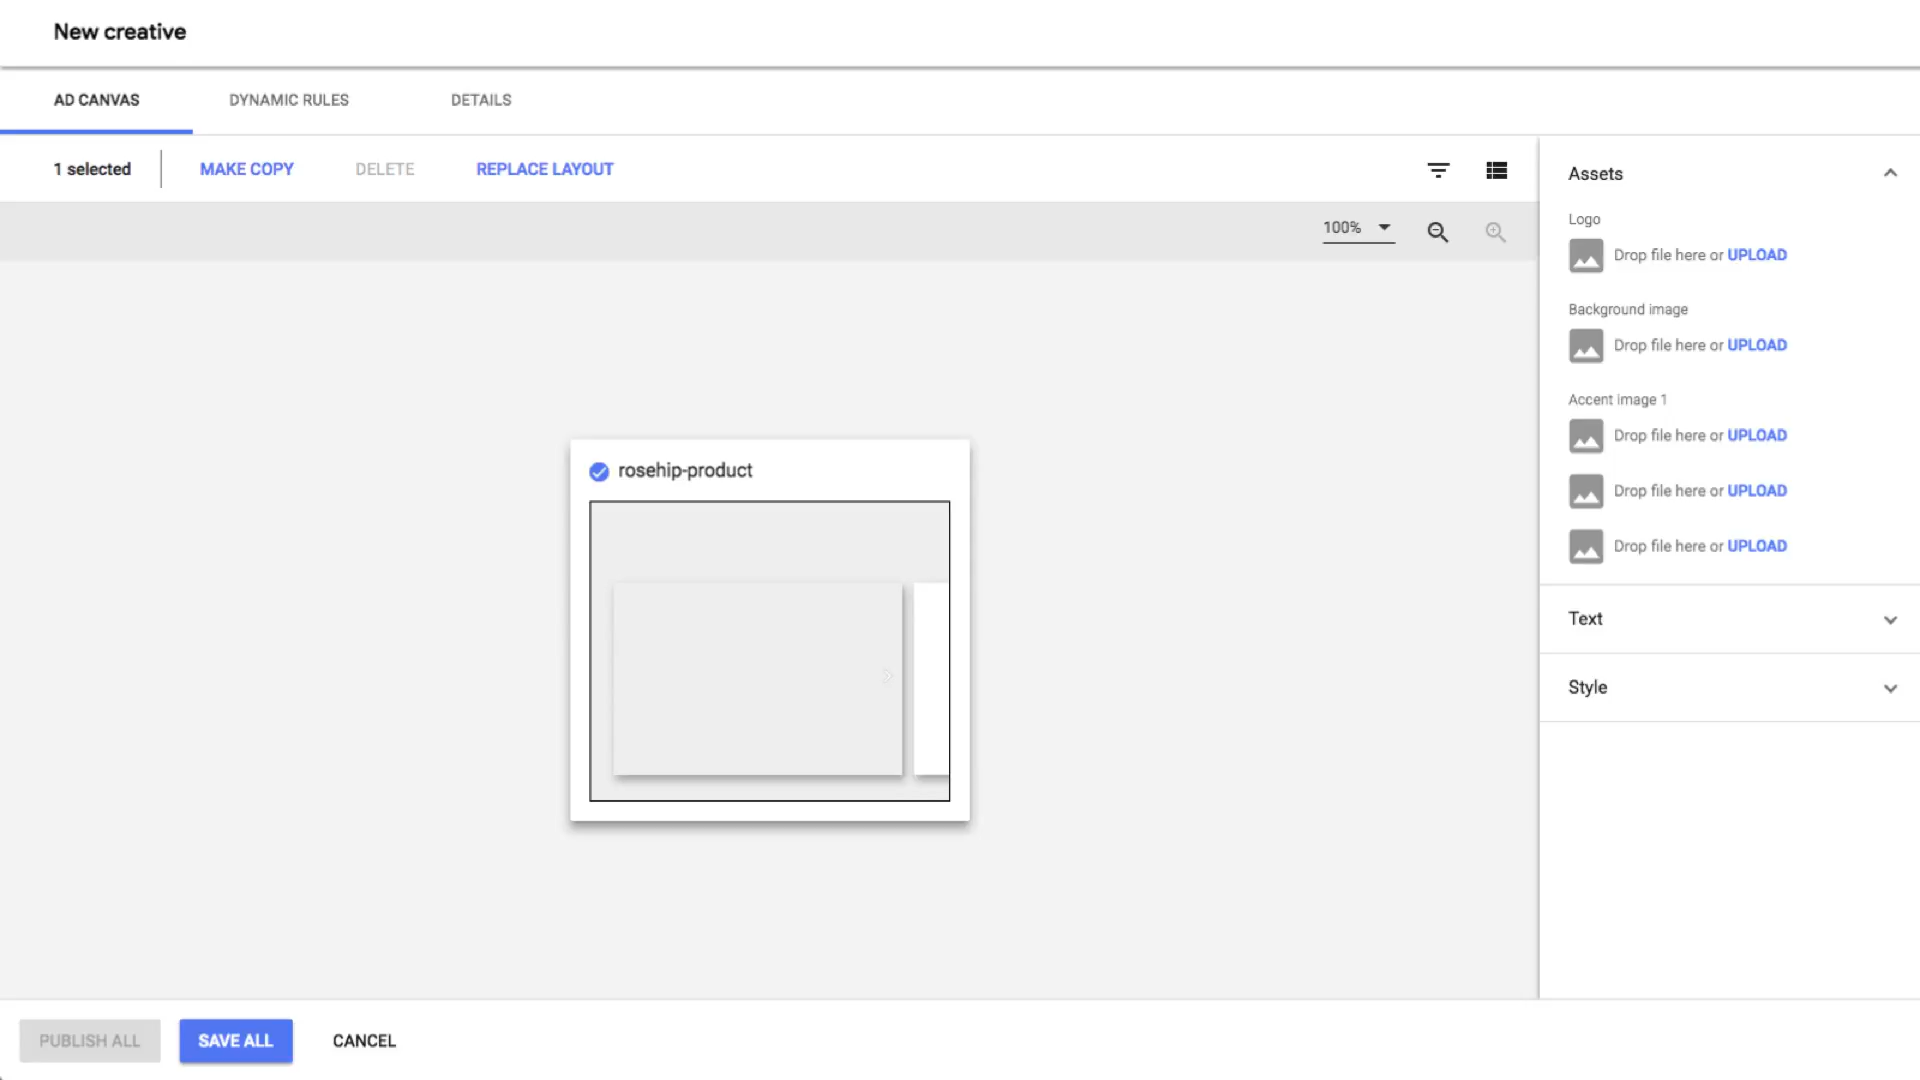 New creative
AD CANVAS
DYNAMIC RULES
DETAILS
1 selected
MAKE COPY
DELETE
REPLACE LAYOUT
100%
rosehip-product
Assets
Logo
Drop file here or UPLOAD
Background image
Drop file here or UPLOAD
Accent image 1
Drop file here or UPLOAD
Drop file here or UPLOAD
Drop file here or UPLOAD
Text
Style
PUBLISH ALL
SAVE ALL
CANCEL